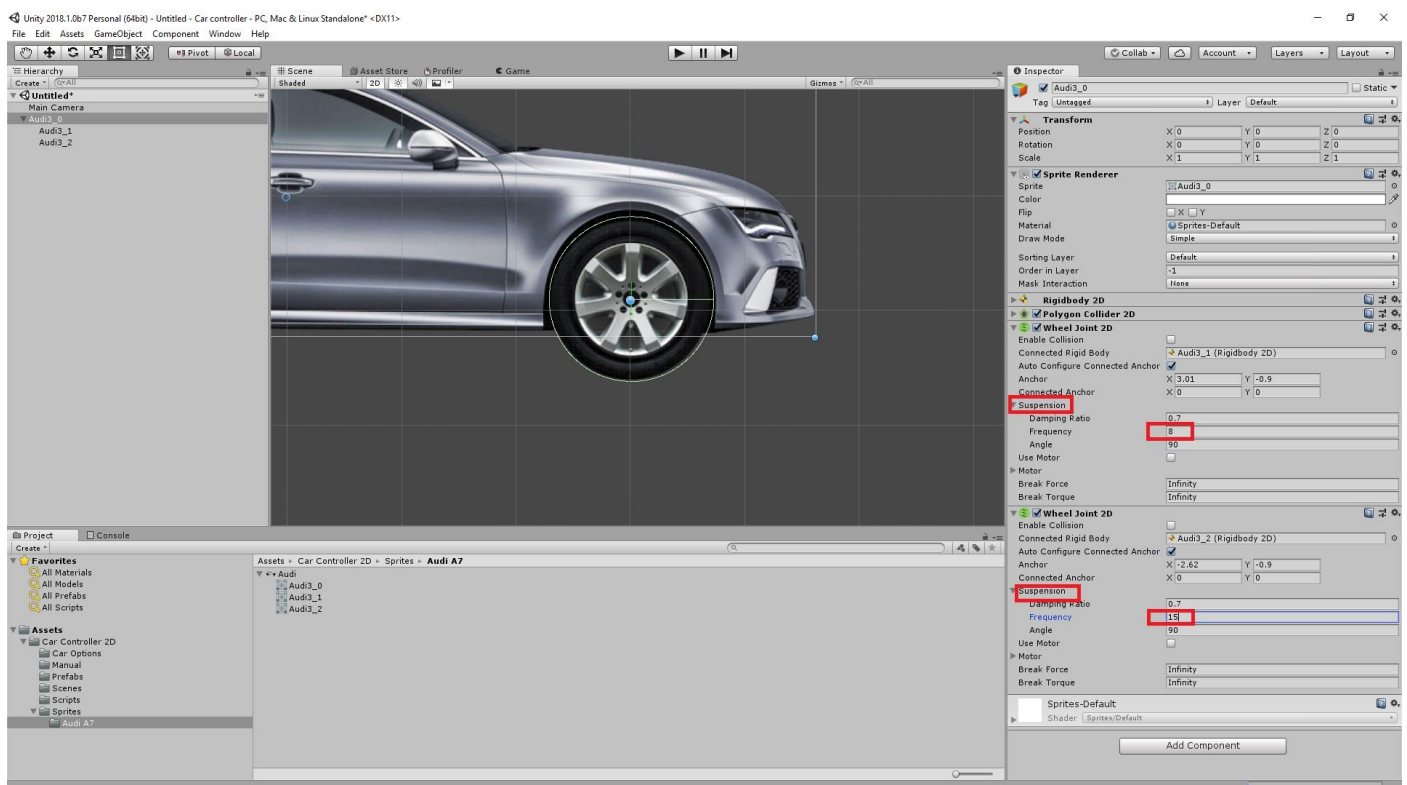 Unity 2018.1.0b7 Personal (64bit) - Untitled - Car controller - PC, Mac & Linux Standalone* <DX11>
File Edit Assets GameObject Component Window Help
Pivot Local Collab Account Layers Layout
Hierarchy
Create All
Untitled*
Main Camera
Audi3_0
Audi3_1
Audi3_2
Scene Asset Store Profiler Game
Shaded 2D Gizmos All
Inspector
Audi3_0 Static
Tag Untagged Layer Default
Transform
Position X 0 Y 0 Z 0
Rotation X 0 Y 0 Z 0
Scale X 1 Y 1 Z 1
Sprite Renderer
Sprite Audi3_0
Color
Flip X Y
Material Sprites-Default
Draw Mode Simple
Sorting Layer Default
Order in Layer -1
Mask Interaction None
Rigidbody 2D
Polygon Collider 2D
Wheel Joint 2D
Enable Collision
Connected Rigid Body Audi3_1 (Rigidbody 2D)
Auto Configure Connected Anchor
Anchor X 3.01 Y -0.9
Connected Anchor X 0 Y 0
Suspension
Damping Ratio 0.7
Frequency 8
Angle 90
Use Motor
Motor
Break Force Infinity
Break Torque Infinity
Wheel Joint 2D
Enable Collision
Connected Rigid Body Audi3_2 (Rigidbody 2D)
Auto Configure Connected Anchor
Anchor X -2.62 Y -0.9
Connected Anchor X 0 Y 0
Suspension
Damping Ratio 0.7
Frequency 15
Angle 90
Use Motor
Motor
Break Force Infinity
Break Torque Infinity
Sprites-Default
Shader Sprites/Default
Add Component
Project Console
Create
Favorites
All Materials
All Models
All Prefabs
All Scripts
Assets
Car Controller 2D
Car Options
Manual
Prefabs
Scenes
Scripts
Sprites
Audi A7
Assets Car Controller 2D Sprites Audi A7
Audi
Audi3_0
Audi3_1
Audi3_2